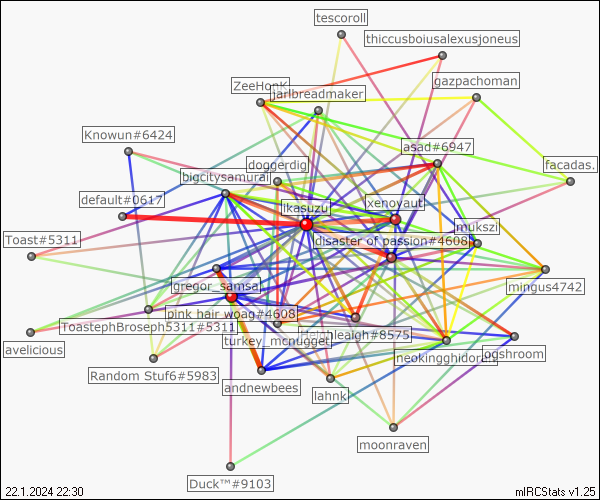 tescoroll
thiccusboiusalexusjoneus
ZeeHonK
gazpachoman
jarlbreadmaker
Knowun#6424
asad#6947
doggerdig
facadas.
bigcitysamurai
default#0617
likasuzu
xenoyaut
mukszi
Toast#5311
disaster of passion#4608
gregor_samsa
mingus4742
pink hair woag#4608
ToastephBroseph5311#5311
turkey_mcnugget
#8575
avelicious
neokingghidorah
ogshroom
Random Stuf6#5983
andnewbees
lahnk
moonraven
Duck™#9103
22.1.2024 22:30
mIRCStats v1.25